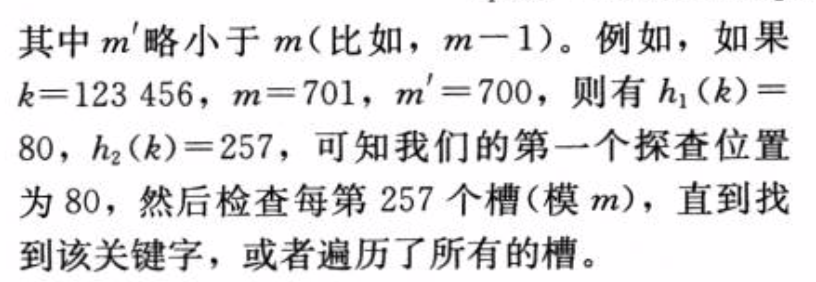 其中 m′略小于 m(比如，m－1)。例如，如果
k＝123 456，m＝701，m′＝700，则有 h₁(k)＝
80，h₂(k)＝257，可知我们的第一个探查位置
为 80，然后检查每第 257 个槽(模 m)，直到找
到该关键字，或者遍历了所有的槽。